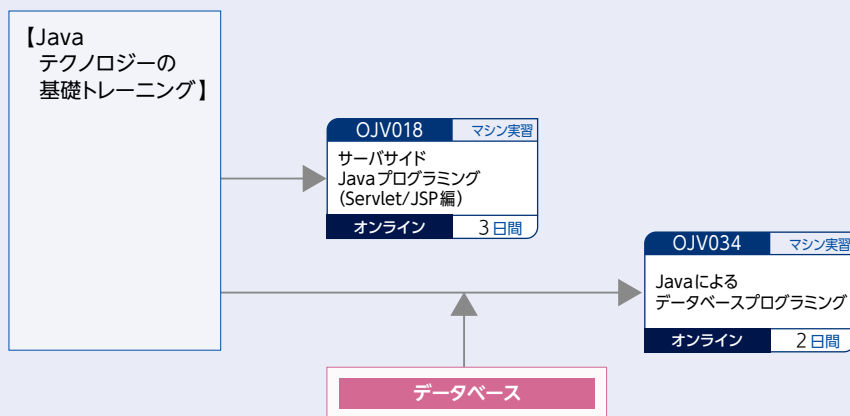 【Java
テクノロジーの
基礎トレーニング】
OJV018 マシン実習
サーバサイド
Javaプログラミング
(Servlet/JSP編)
オンライン 3日間
OJV034 マシン実習
Javaによる
データベースプログラミング
オンライン 2日間
データベース